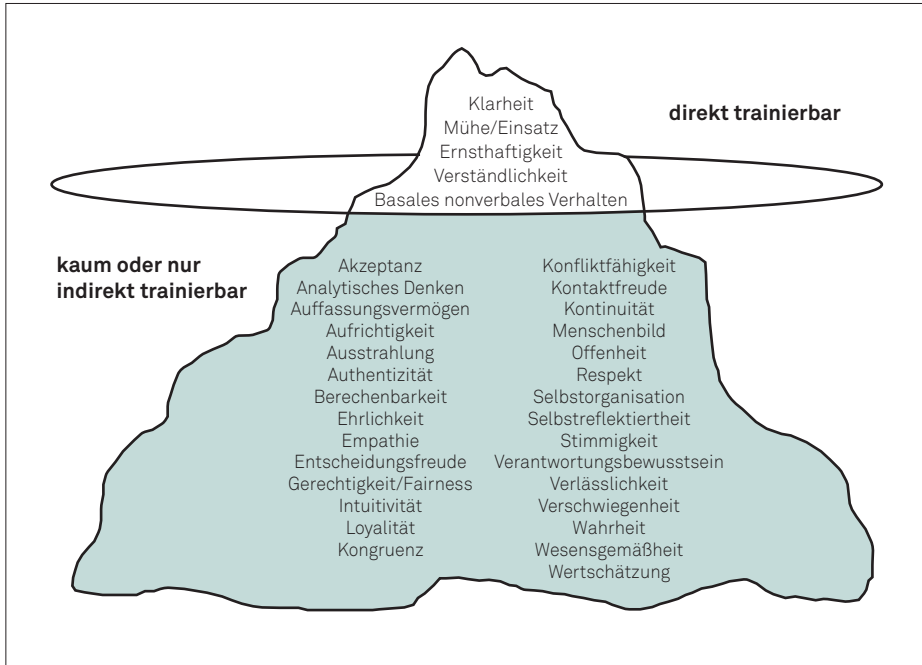 Klarheit
Mühe/Einsatz
Ernsthaftigkeit
Verständlichkeit
Basales nonverbales Verhalten
direkt trainierbar
kaum oder nur
indirekt trainierbar
Akzeptanz
Analytisches Denken
Auffassungsvermögen
Aufrichtigkeit
Ausstrahlung
Authentizität
Berechenbarkeit
Ehrlichkeit
Empathie
Entscheidungsfreude
Gerechtigkeit/Fairness
Intuitivität
Loyalität
Kongruenz
Konfliktfähigkeit
Kontaktfreude
Kontinuität
Menschenbild
Offenheit
Respekt
Selbstorganisation
Selbstreflektiertheit
Stimmigkeit
Verantwortungsbewusstsein
Verlässlichkeit
Verschwiegenheit
Wahrheit
Wesensgemäßheit
Wertschätzung